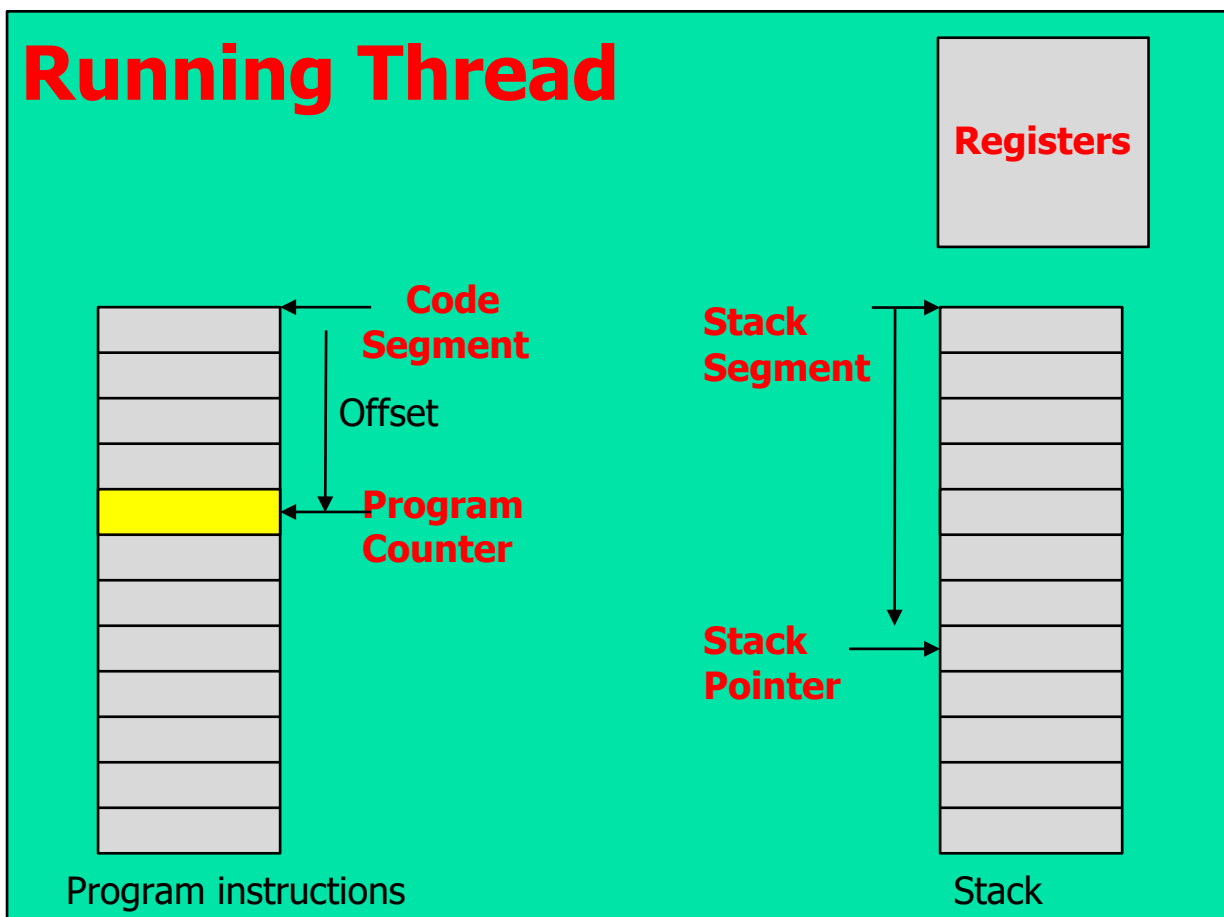 Running Thread
Registers
Code
Segment
Offset
Program
Counter
Stack
Segment
Stack
Pointer
Program instructions
Stack